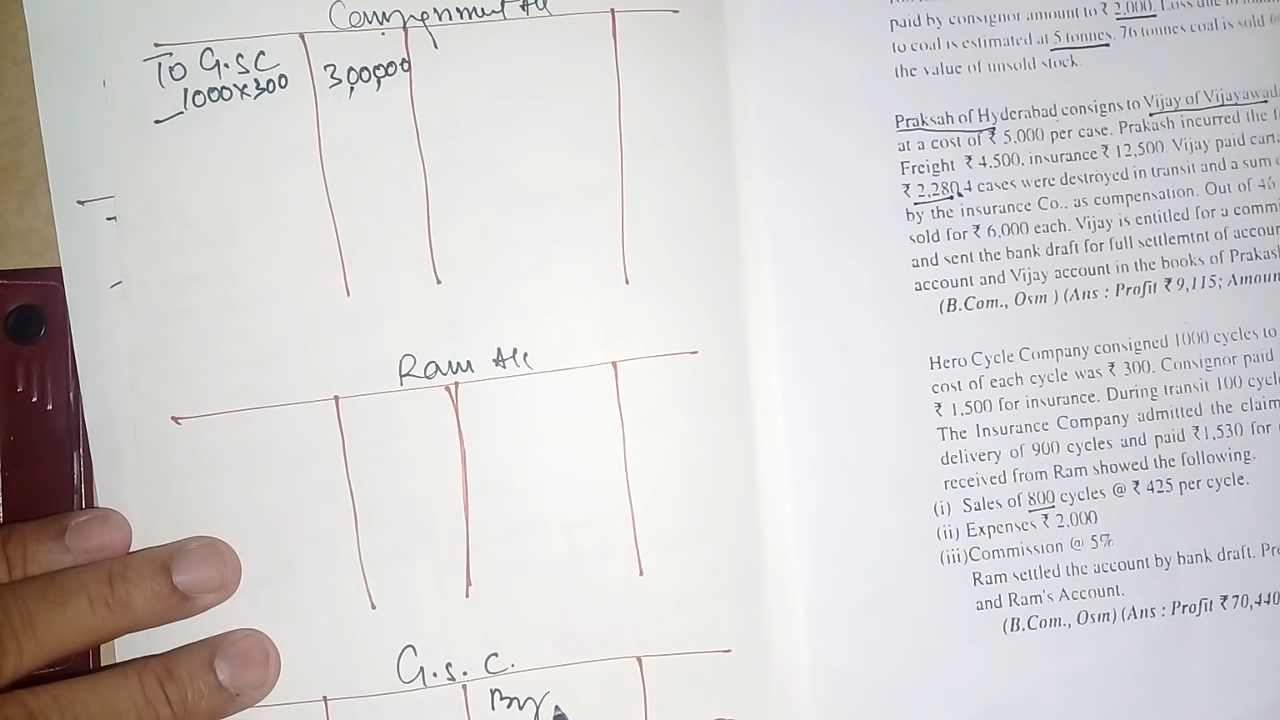 Consignment A/c
To G.S.C 3,00,000
1000×300
Ram A/c
G.S.C.
By
paid by consignor amount to ₹ 2,000. Loss due to
to coal is estimated at 5 tonnes. 76 tonnes coal is sold
the value of unsold stock.
Praksah of Hyderabad consigns to Vijay of Vijayawad
at a cost of ₹ 5,000 per case. Prakash incurred the
Freight ₹ 4,500, insurance ₹ 12,500. Vijay paid
₹ 2,280. 4 cases were destroyed in transit and a sum
by the insurance Co., as compensation. Out of 46
sold for ₹ 6,000 each. Vijay is entitled for a comm
and sent the bank draft for full settlemtnt of accou
account and Vijay account in the books of Prakas
(B.Com., Osm ) (Ans : Profit ₹ 9,115; Amoun
Hero Cycle Company consigned 1000 cycles to
cost of each cycle was ₹ 300. Consignor paid
₹ 1,500 for insurance. During transit 100 cycl
The Insurance Company admitted the claim
delivery of 900 cycles and paid ₹1,530 for
received from Ram showed the following.
(i) Sales of 800 cycles @ ₹ 425 per cycle.
(ii) Expenses ₹ 2,000
(iii)Commission @ 5%
Ram settled the account by bank draft. Pr
and Ram's Account.
(B.Com., Osm) (Ans : Profit ₹ 70,440